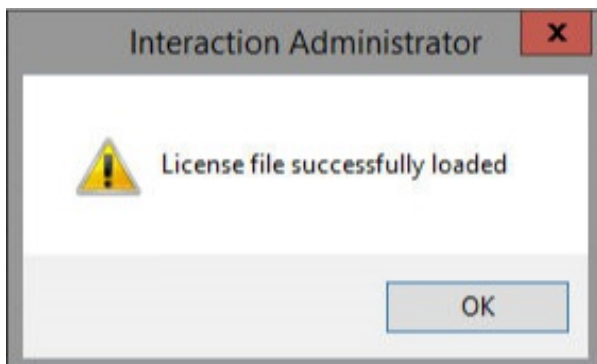 Interaction Administrator
License file successfully loaded
OK